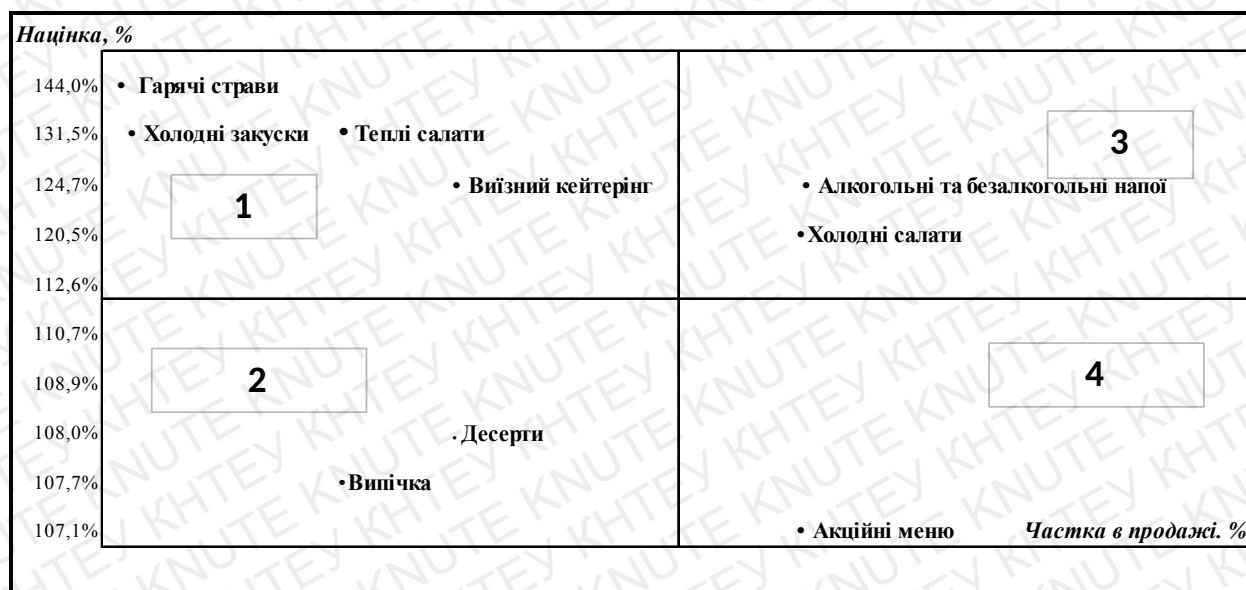 Націнка, %
144,0% • Гарячі страви
131,5% • Холодні закуски • Теплі салати
3
124,7% • Виїзний кейтерінг • Алкогольні та безалкогольні напої
1
120,5% •Холодні салати
112,6%
110,7%
108,9% 2 4
108,0% . Десерти
107,7% •Випічка
107,1% • Акційні меню Частка в продажі. %
КНТЕУ KNUTE